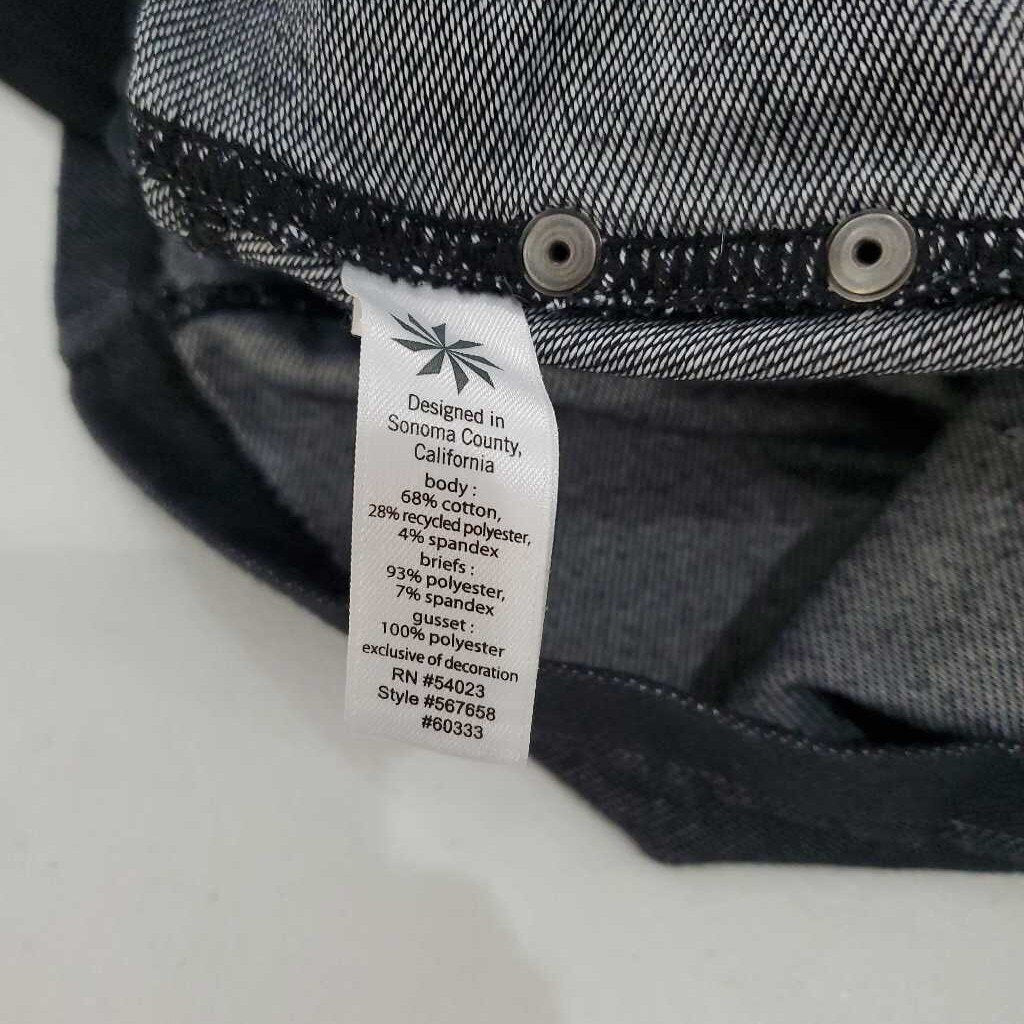 Designed in
Sonoma County,
California
body :
68% cotton,
28% recycled polyester,
4% spandex
briefs :
93% polyester,
7% spandex
gusset :
100% polyester
exclusive of decoration
RN #54023
Style #567658
#60333